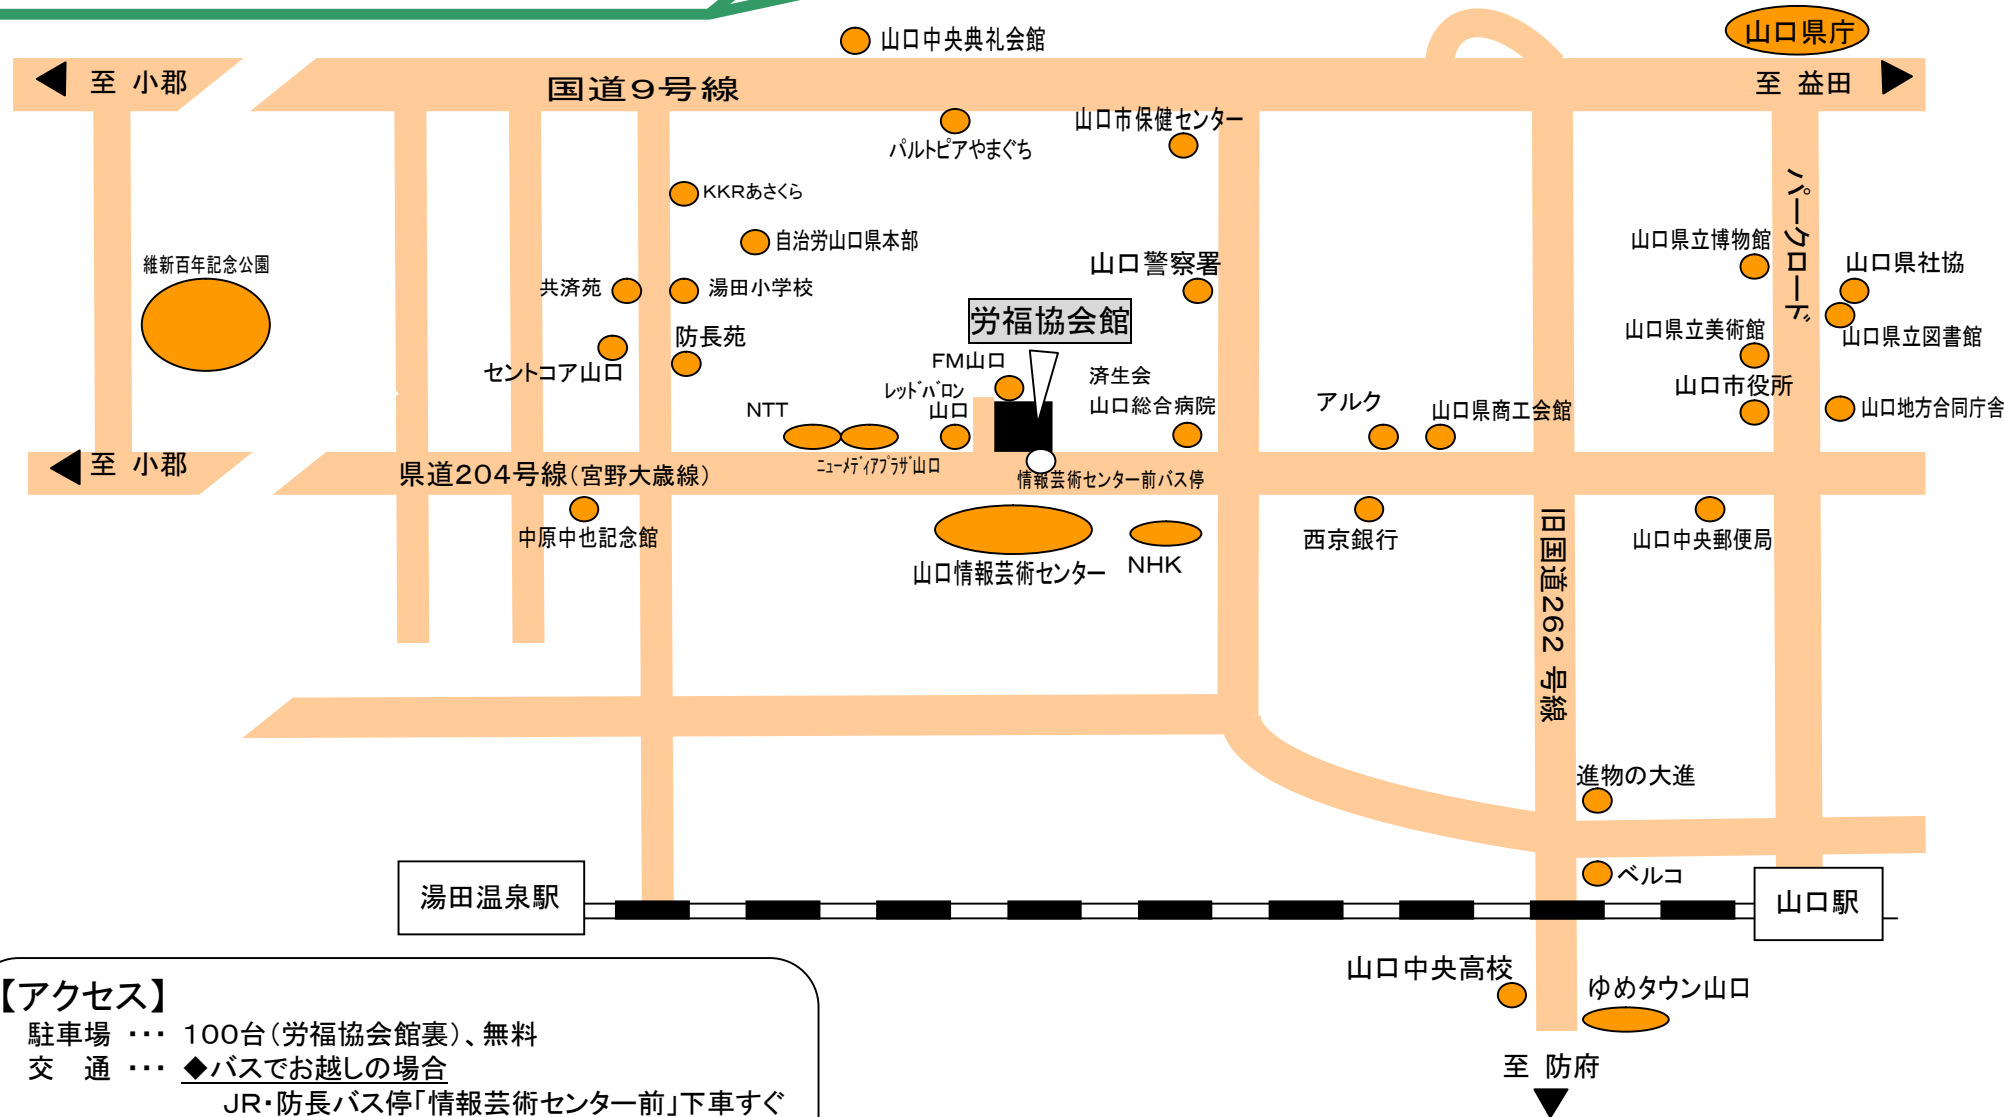 山口中央典礼会館
山口県庁
至 小郡
国道9号線
至 益田
パルトピアやまぐち
山口市保健センター
KKRあさくら
自治労山口県本部
パークロード
山口県立博物館
維新百年記念公園
共済苑
湯田小学校
山口警察署
山口県社協
労福協会館
防長苑
山口県立美術館
山口県立図書館
セントコア山口
FM山口
レッドバロン
山口
済生会
山口総合病院
山口市役所
NTT
アルク
山口県商工会館
山口地方合同庁舎
至 小郡
県道204号線(宮野大歳線)
ニューメディアプラザ山口
情報芸術センター前バス停
中原中也記念館
山口情報芸術センター
NHK
西京銀行
旧国道262 号線
山口中央郵便局
進物の大進
ベルコ
湯田温泉駅
山口駅
山口中央高校
ゆめタウン山口
至 防府
【アクセス】
駐車場 ・・・ 100台(労福協会館裏)、無料
交 通 ・・・ ◆バスでお越しの場合
JR・防長バス停「情報芸術センター前」下車すぐ